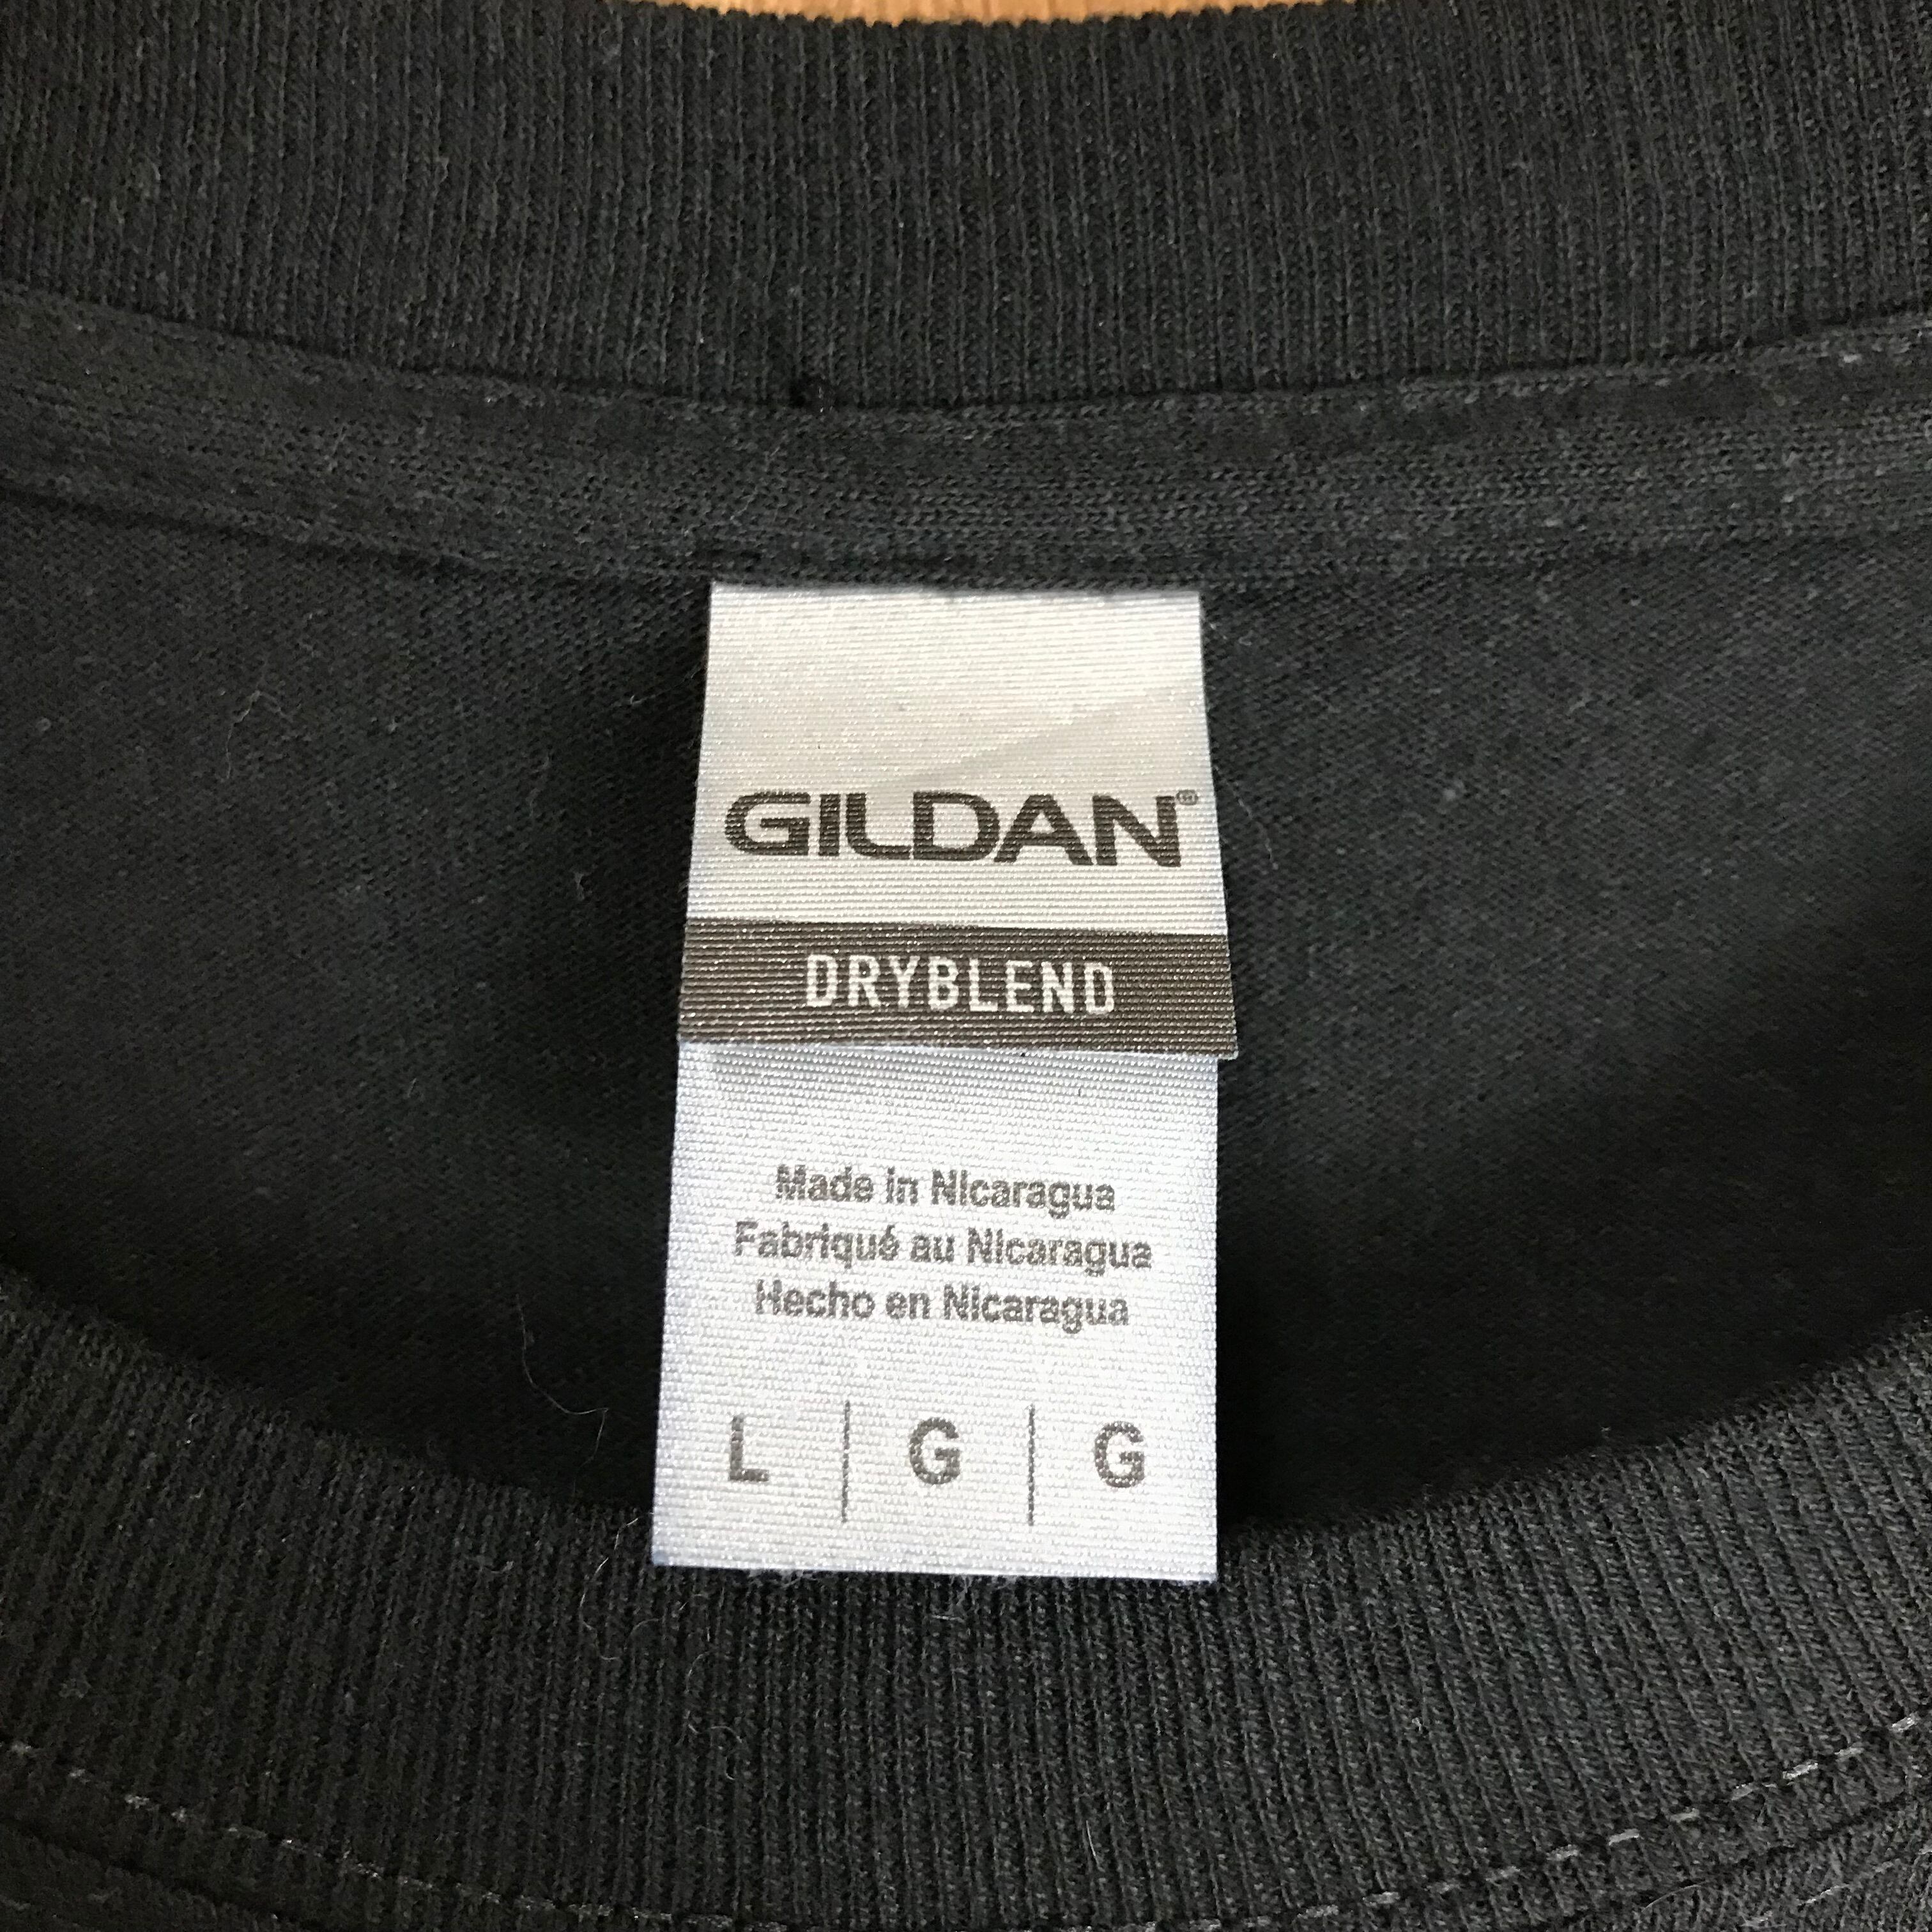 GILDAN®
DRYBLEND
Made in Nicaragua
Fabriqué au Nicaragua
Hecho en Nicaragua
L | G | G